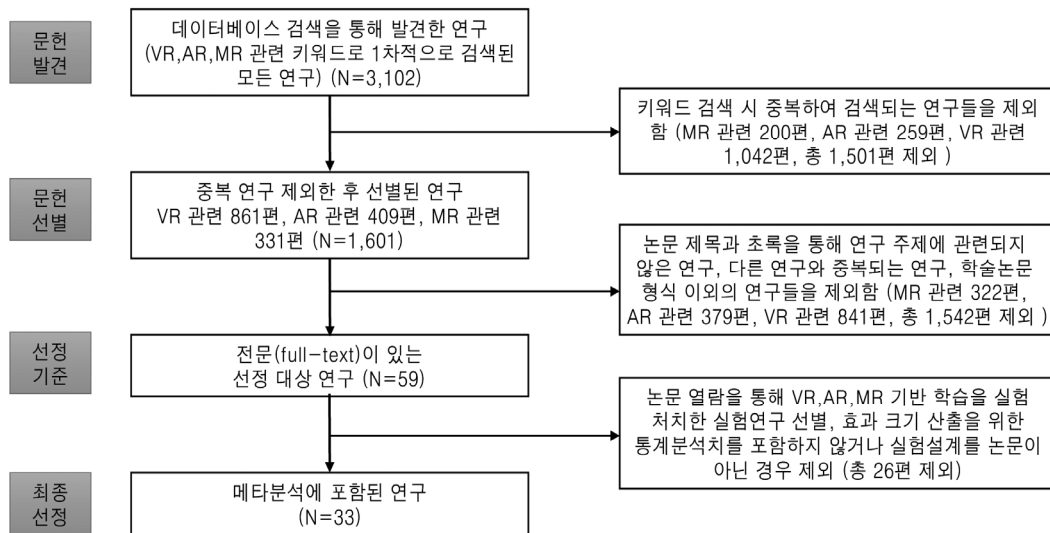 문헌
발견
데이터베이스 검색을 통해 발견한 연구
(VR,AR,MR 관련 키워드로 1차적으로 검색된
모든 연구) (N=3,102)
키워드 검색 시 중복하여 검색되는 연구들을 제외
함 (MR 관련 200편, AR 관련 259편, VR 관련
1,042편, 총 1,501편 제외 )
문헌
선별
중복 연구 제외한 후 선별된 연구
VR 관련 861편, AR 관련 409편, MR 관련
331편 (N=1,601)
논문 제목과 초록을 통해 연구 주제에 관련되지
않은 연구, 다른 연구와 중복되는 연구, 학술논문
형식 이외의 연구들을 제외함 (MR 관련 322편,
AR 관련 379편, VR 관련 841편, 총 1,542편 제외 )
선정
기준
전문(full-text)이 있는
선정 대상 연구 (N=59)
논문 열람을 통해 VR,AR,MR 기반 학습을 실험
처치한 실험연구 선별, 효과 크기 산출을 위한
통계분석치를 포함하지 않거나 실험설계를 논문이
아닌 경우 제외 (총 26편 제외)
최종
선정
메타분석에 포함된 연구
(N=33)